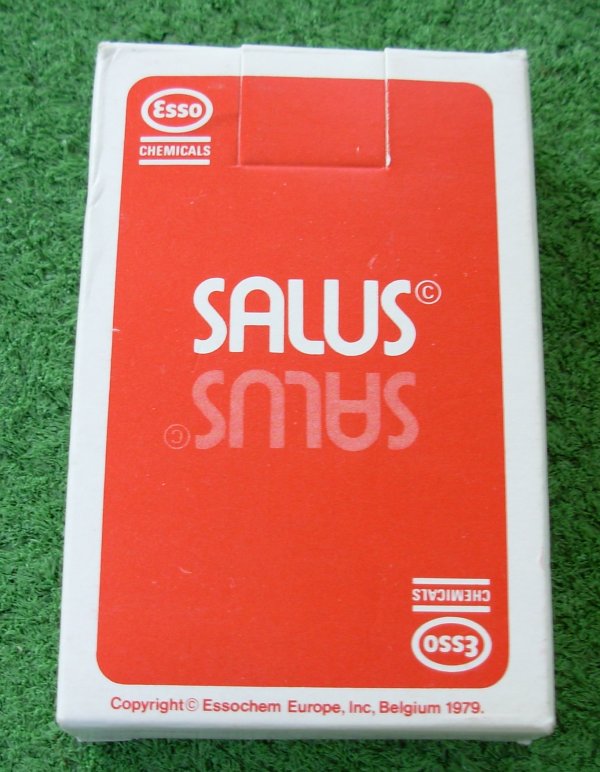 Esso
CHEMICALS
SALUS©
SALUS©
CHEMICALS
Esso
Copyright © Essochem Europe, Inc, Belgium 1979.